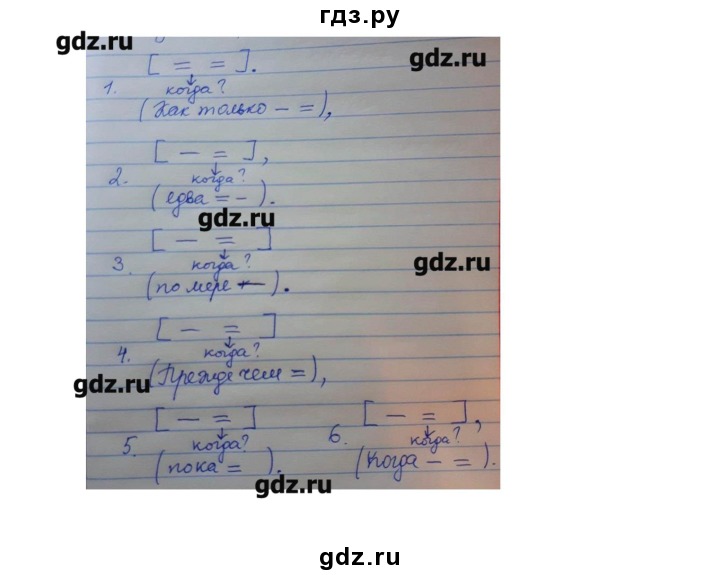 гдз.ру
gdz.ru
gdz.ru
[ = = ].
1. когда?
(Как только – =),
[ – = ],
2. когда?
(едва = – ).
gdz.ru
[ – = ]
3. когда?
gdz.ru
(по мере – ).
[ – = ]
4. когда?
gdz.ru
(Прежде чем =),
[ – = ]
5. когда?
(пока = ).
[ – = ],
6. когда?
(Когда – = ).
gdz.ru
gdz.ru